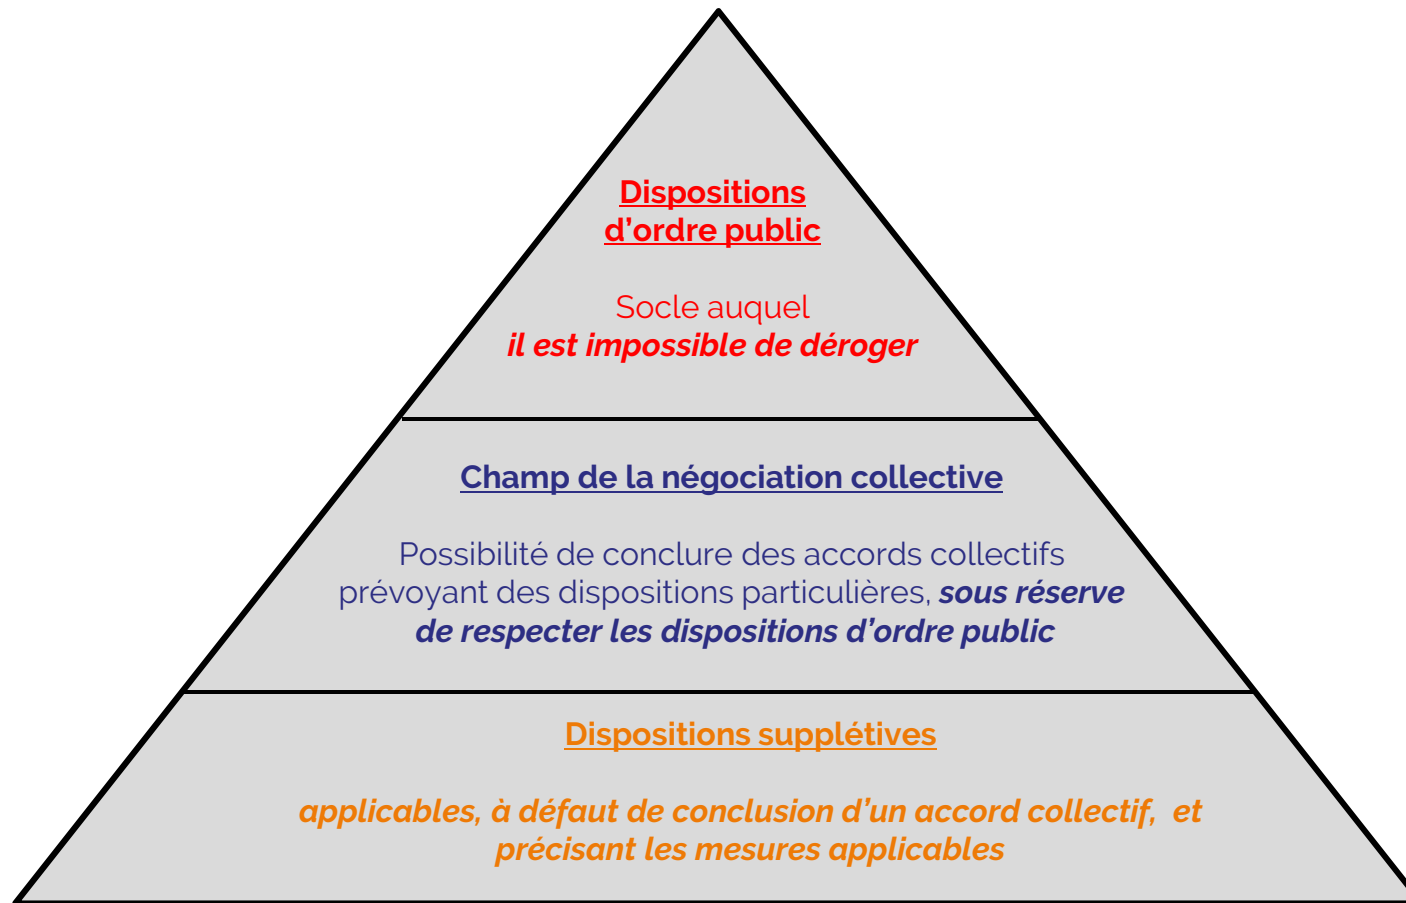 Dispositions
d’ordre public
Socle auquel
il est impossible de déroger
Champ de la négociation collective
Possibilité de conclure des accords collectifs
prévoyant des dispositions particulières, sous réserve
de respecter les dispositions d’ordre public
Dispositions supplétives
applicables, à défaut de conclusion d’un accord collectif, et
précisant les mesures applicables